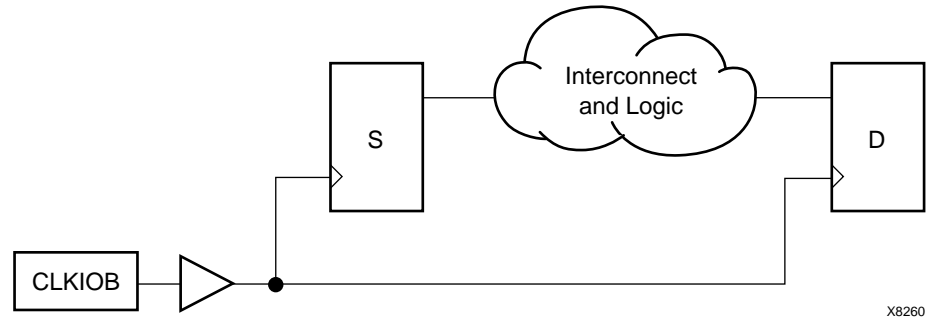 Interconnect
and Logic
S
D
CLKIOB
X8260